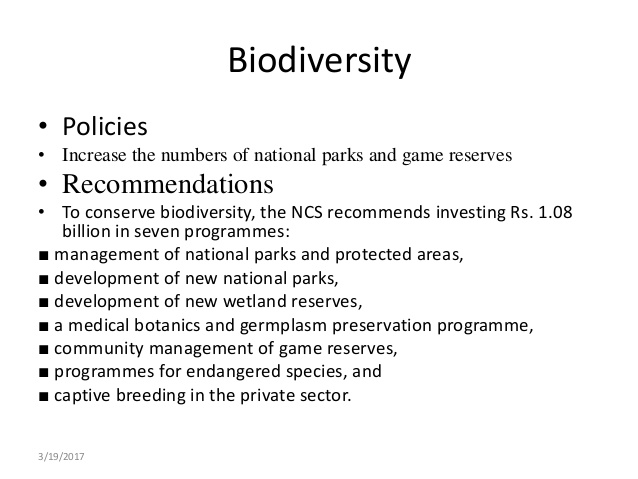 Biodiversity
• Policies
• Increase the numbers of national parks and game reserves
• Recommendations
• To conserve biodiversity, the NCS recommends investing Rs. 1.08
billion in seven programmes:
■ management of national parks and protected areas,
■ development of new national parks,
■ development of new wetland reserves,
■ a medical botanics and germplasm preservation programme,
■ community management of game reserves,
■ programmes for endangered species, and
■ captive breeding in the private sector.
3/19/2017